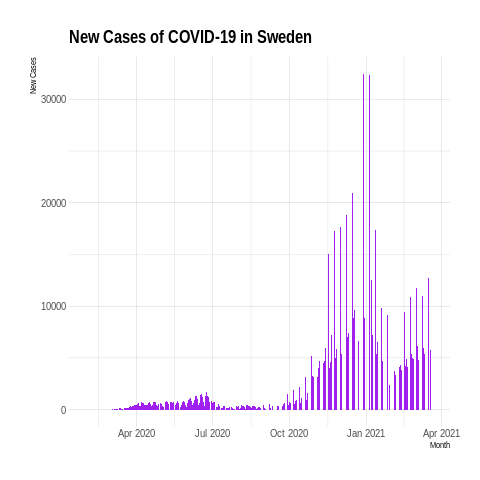 New Cases of COVID-19 in Sweden
New Cases
30000
20000
10000
0
Apr 2020 Jul 2020 Oct 2020 Jan 2021 Apr 2021
Month